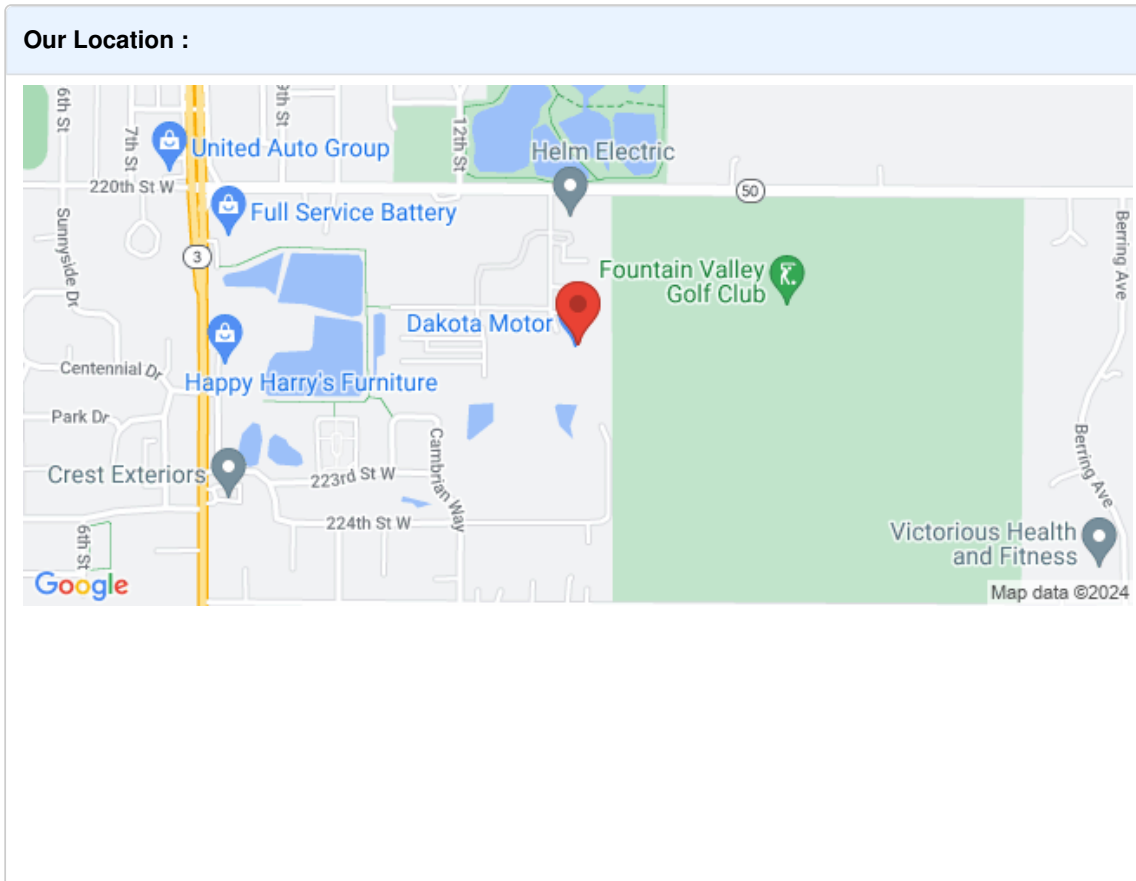 Our Location :
6th St
7th St
9th St
12th St
United Auto Group
Helm Electric
220th St W
50
Full Service Battery
Sunnyside Dr
3
Berring Ave
Fountain Valley
Golf Club
Dakota Motor
Centennial Dr
Happy Harry's Furniture
Park Dr
Cambrian Way
Berring Ave
Crest Exteriors
223rd St W
224th St W
6th St
Victorious Health
and Fitness
Google
Map data ©2024